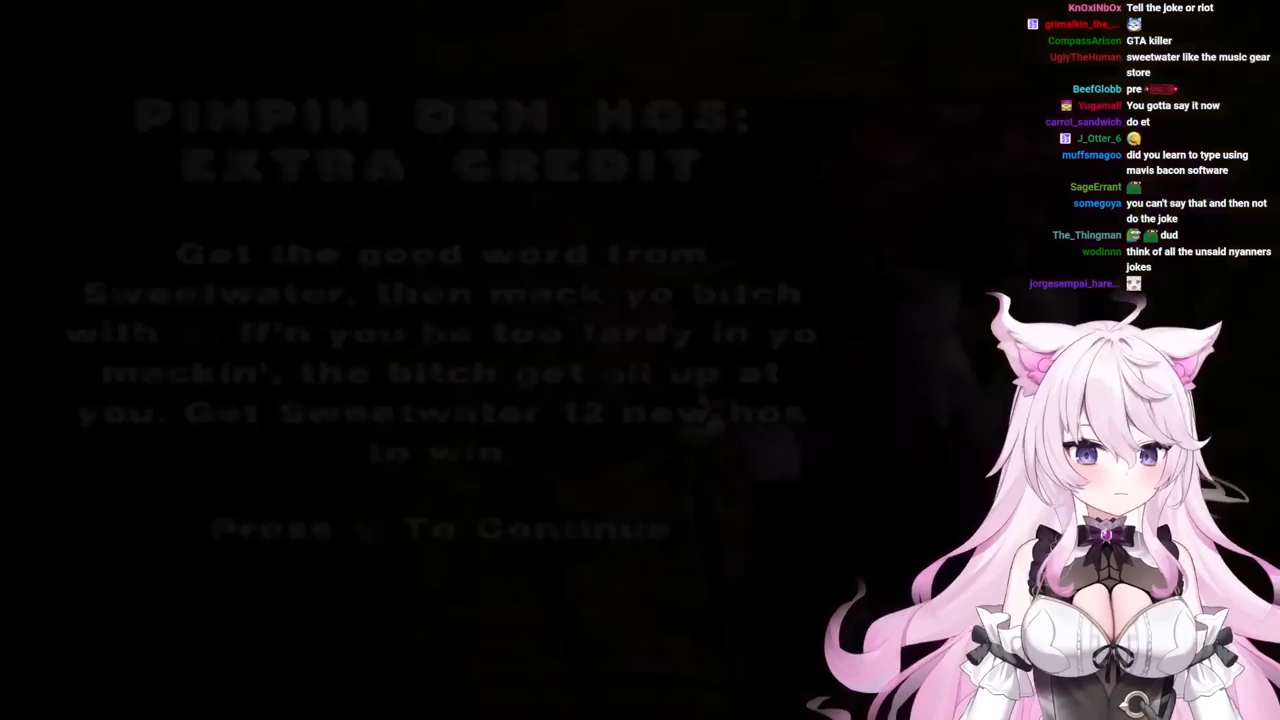 PIMPIN DEM HOS:
EXTRA CREDIT
Get the good word from
Sweetwater, then mack yo bitch
with If'n you be too tardy in yo
mackin', the bitch get all up at
you. Get Sweetwater 12 new hos
to win
Press To Continue
KnOxINbOx Tell the joke or riot
grimalkin_the_...
CompassArisen GTA killer
UglyTheHuman sweetwater like the music gear
store
BeefGlobb pre
Yugamall You gotta say it now
carrot_sandwich do et
J_Otter_6
muffsmagoo did you learn to type using
mavis bacon software
SageErrant
somegoya you can't say that and then not
do the joke
The_Thingman dud
wodinnn think of all the unsaid nyanners
jokes
jorgesempai_hare...